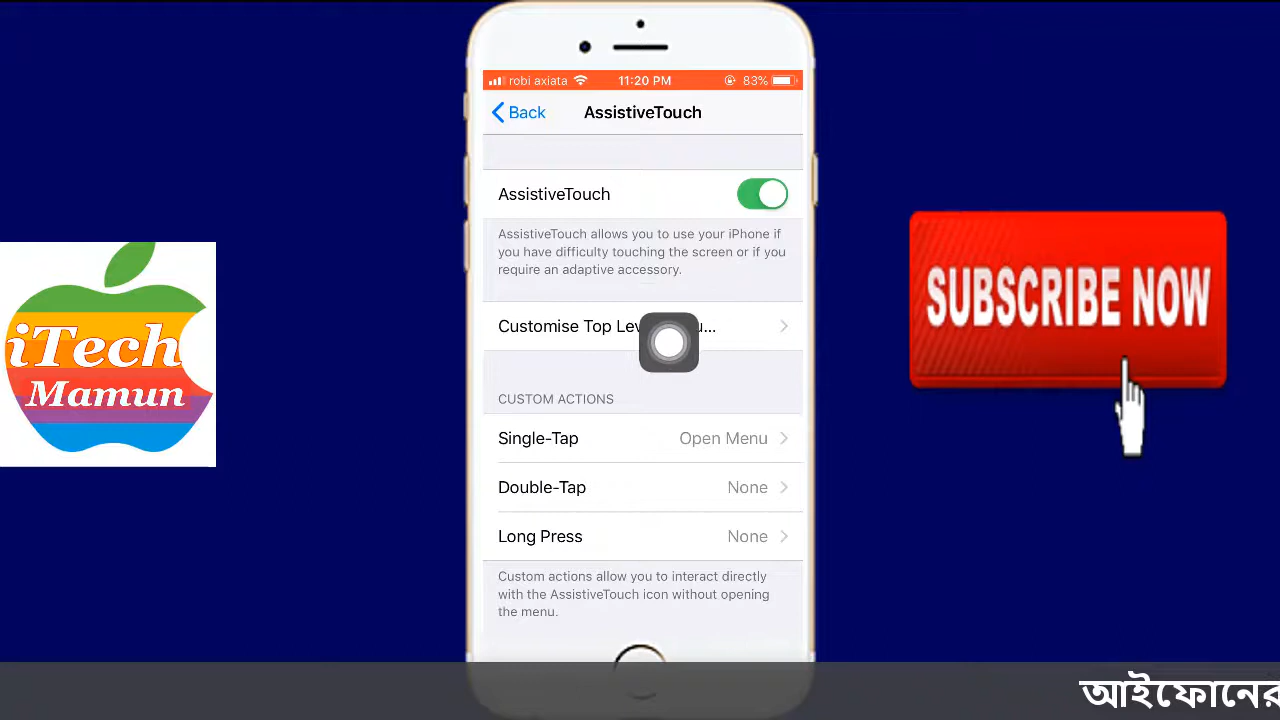 robi axiata 11:20 PM 83%
Back AssistiveTouch
AssistiveTouch
AssistiveTouch allows you to use your iPhone if
you have difficulty touching the screen or if you
require an adaptive accessory.
Customise Top
CUSTOM ACTIONS
Single-Tap Open Menu
Double-Tap None
Long Press None
Custom actions allow you to interact directly
with the AssistiveTouch icon without opening
the menu.
iTech
Mamun
SUBSCRIBE NOW
আইফোনের